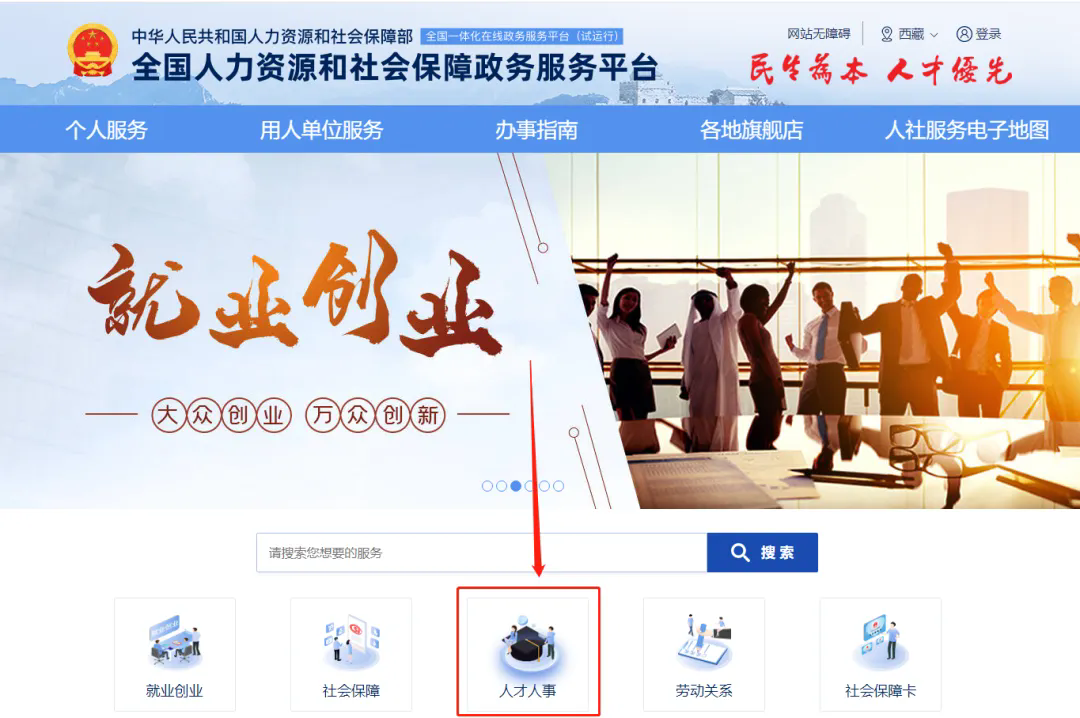 中华人民共和国人力资源和社会保障部 全国一体化在线政务服务平台（试运行）
全国人力资源和社会保障政务服务平台
网站无障碍 西藏 登录
民生為本 人才優先
个人服务 用人单位服务 办事指南 各地旗舰店 人社服务电子地图
就业创业
大众创业 万众创新
请搜索您想要的服务 搜索
就业创业 社会保障 人才人事 劳动关系 社会保障卡